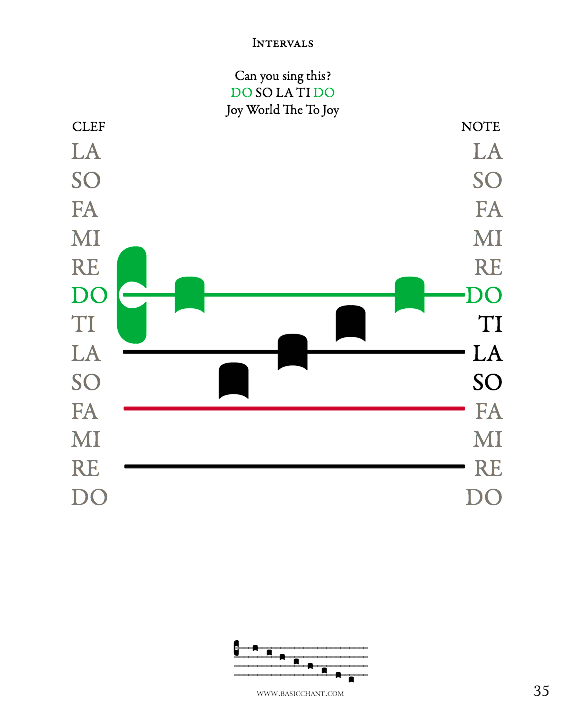 INTERVALS
Can you sing this?
DO SO LA TI DO
Joy World The To Joy
CLEF NOTE
LA LA
SO SO
FA FA
MI MI
RE RE
DO DO
TI TI
LA LA
SO SO
FA FA
MI MI
RE RE
DO DO
WWW.BASICCHANT.COM
35